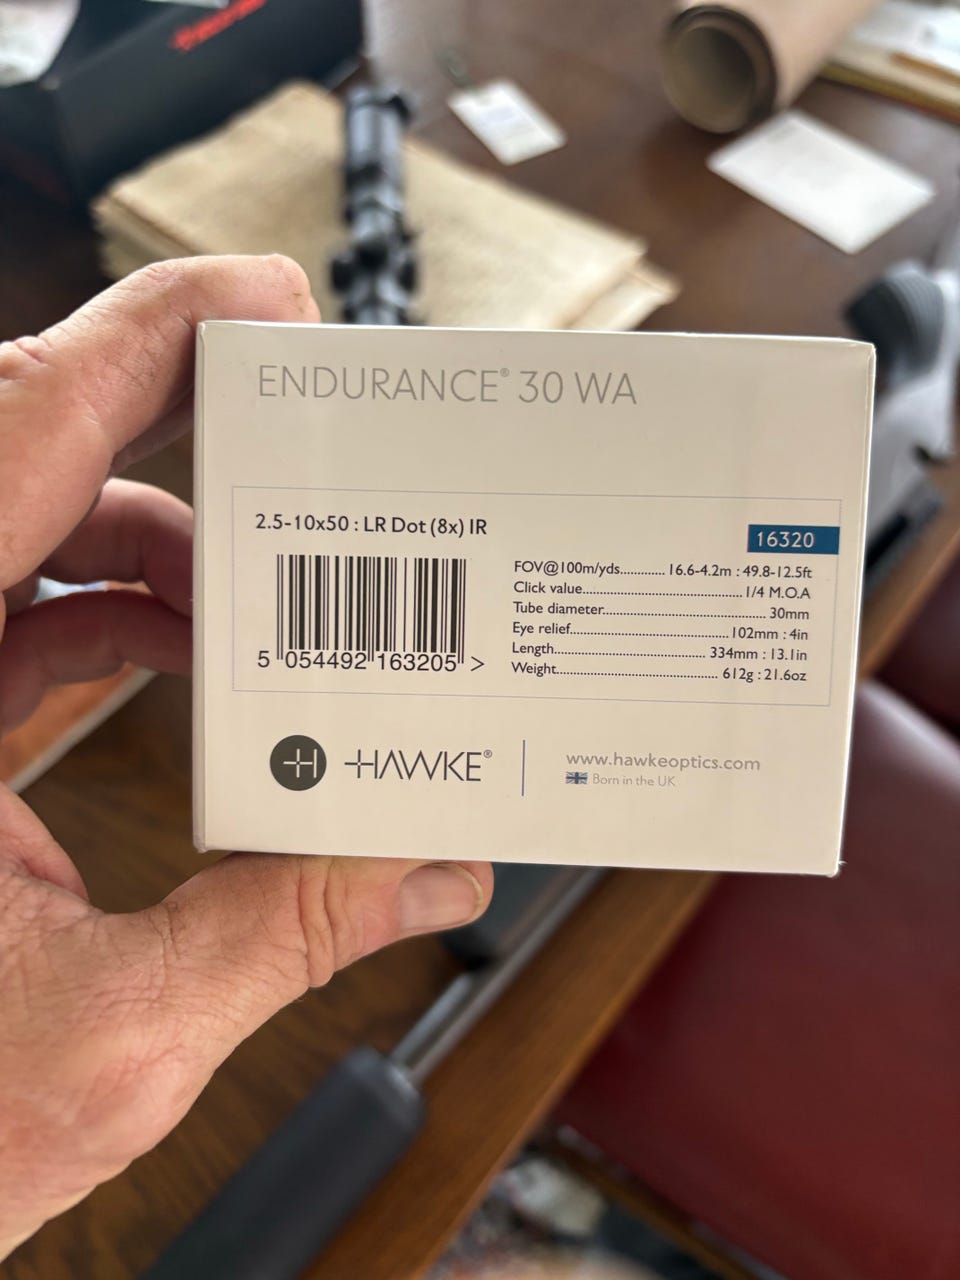 ENDURANCE® 30 WA
2.5-10x50 : LR Dot (8x) IR
16320
FOV@100m/yds............ 16.6-4.2m : 49.8-12.5ft
Click value.......................................... 1/4 M.O.A
Tube diameter.......................................... 30mm
Eye relief......................................... 102mm : 4in
Length....................................... 334mm : 13.1in
Weight.......................................... 612g : 21.6oz
5 054492 163205 >
H HAWKE®
www.hawkeoptics.com
Born in the UK